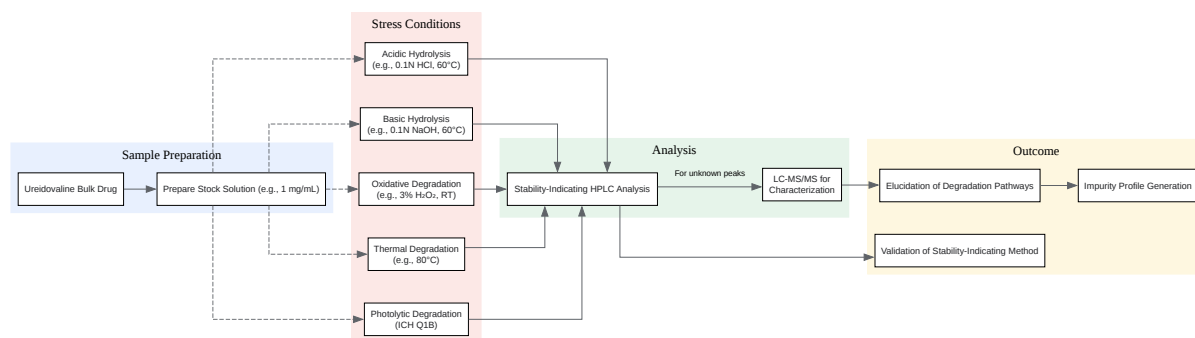 Stress Conditions
Acidic Hydrolysis
(e.g., 0.1N HCl, 60°C)
Basic Hydrolysis
(e.g., 0.1N NaOH, 60°C)
Sample Preparation
Analysis
Outcome
Ureidovaline Bulk Drug
Prepare Stock Solution (e.g., 1 mg/mL)
Oxidative Degradation
(e.g., 3% H₂O₂, RT)
Stability-Indicating HPLC Analysis
For unknown peaks
LC-MS/MS for
Characterization
Elucidation of Degradation Pathways
Impurity Profile Generation
Thermal Degradation
(e.g., 80°C)
Validation of Stability-Indicating Method
Photolytic Degradation
(ICH Q1B)